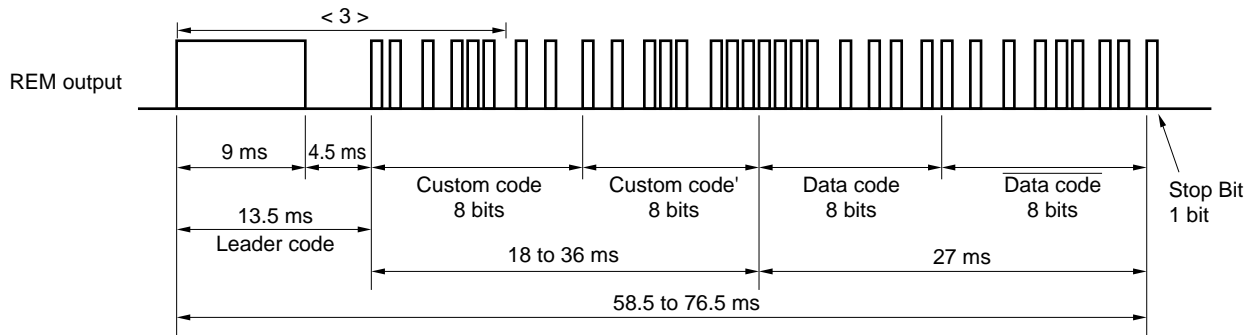 < 3 >
REM output
9 ms
4.5 ms
Custom code
8 bits
Custom code'
8 bits
Data code
8 bits
Data code
8 bits
Stop Bit
1 bit
13.5 ms
Leader code
18 to 36 ms
27 ms
58.5 to 76.5 ms